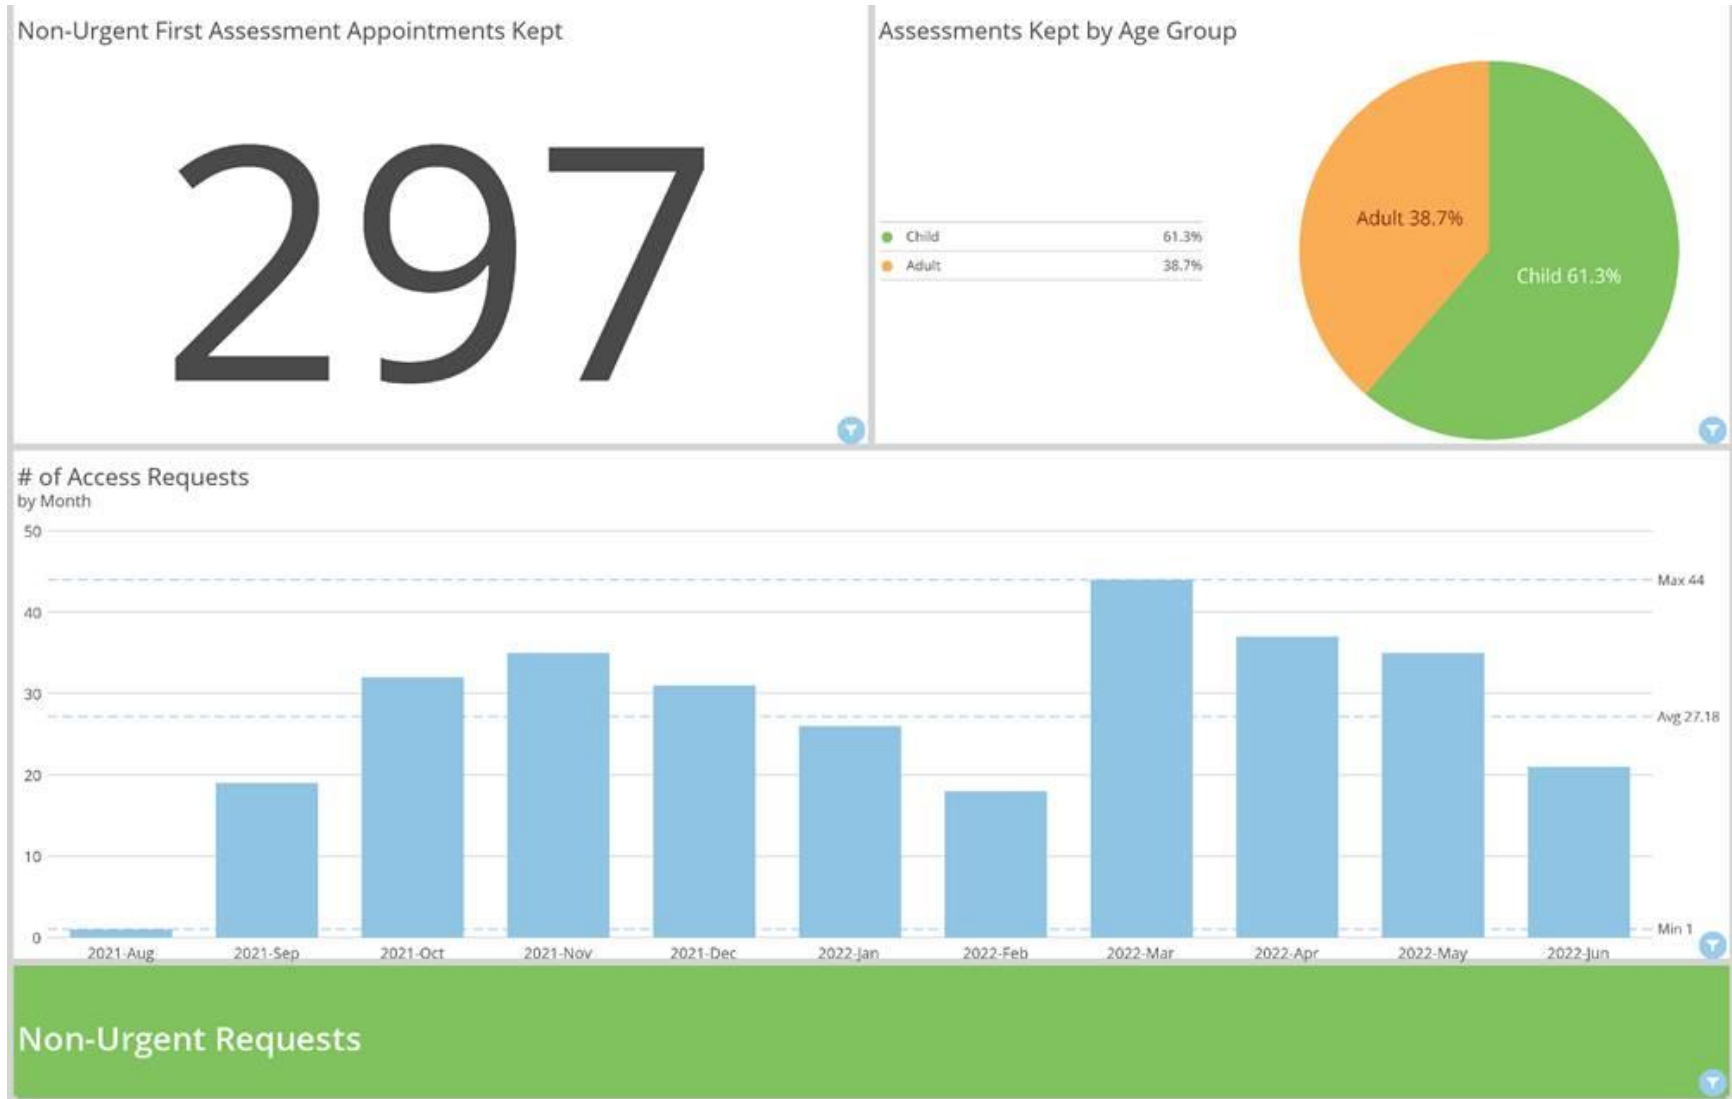 Non-Urgent First Assessment Appointments Kept
297
Assessments Kept by Age Group
Child 61.3%
Adult 38.7%
Adult 38.7%
Child 61.3%
# of Access Requests
by Month
50
40
30
20
10
0
Max 44
Avg 27.18
Min 1
2021-Aug 2021-Sep 2021-Oct 2021-Nov 2021-Dec 2022-Jan 2022-Feb 2022-Mar 2022-Apr 2022-May 2022-Jun
Non-Urgent Requests